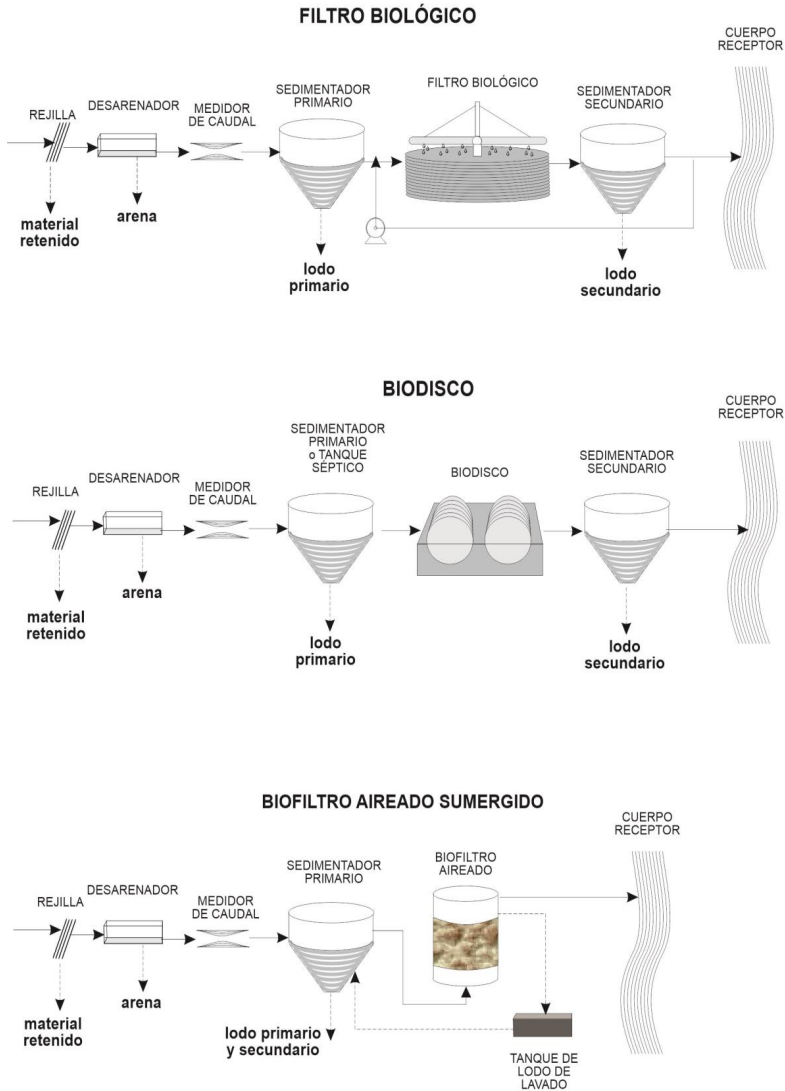 FILTRO BIOLÓGICO
CUERPO
RECEPTOR
SEDIMENTADOR
PRIMARIO
FILTRO BIOLÓGICO
SEDIMENTADOR
SECUNDARIO
REJILLA
DESARENADOR
MEDIDOR
DE CAUDAL
material
retenido
arena
lodo
primario
lodo
secundario
BIODISCO
CUERPO
RECEPTOR
SEDIMENTADOR
PRIMARIO
o TANQUE
SÉPTICO
BIODISCO
SEDIMENTADOR
SECUNDARIO
REJILLA
DESARENADOR
MEDIDOR
DE CAUDAL
material
retenido
arena
lodo
primario
lodo
secundario
BIOFILTRO AIREADO SUMERGIDO
CUERPO
RECEPTOR
SEDIMENTADOR
PRIMARIO
BIOFILTRO
AIREADO
REJILLA
DESARENADOR
MEDIDOR
DE CAUDAL
material
retenido
arena
lodo primario
y secundario
TANQUE DE
LODO DE
LAVADO